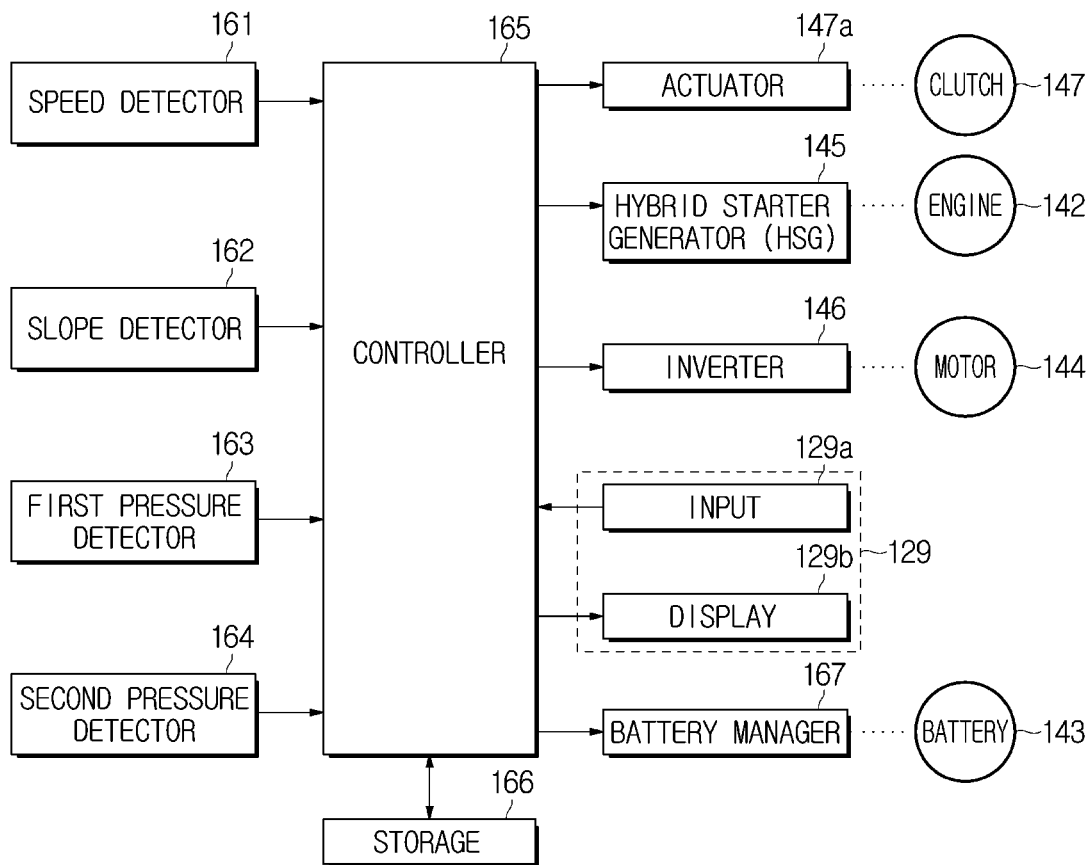 161
SPEED DETECTOR
162
SLOPE DETECTOR
163
FIRST PRESSURE
DETECTOR
164
SECOND PRESSURE
DETECTOR
165
CONTROLLER
166
STORAGE
147a
ACTUATOR
CLUTCH
147
145
HYBRID STARTER
GENERATOR (HSG)
ENGINE
142
146
INVERTER
MOTOR
144
129a
INPUT
129b
DISPLAY
129
167
BATTERY MANAGER
BATTERY
143